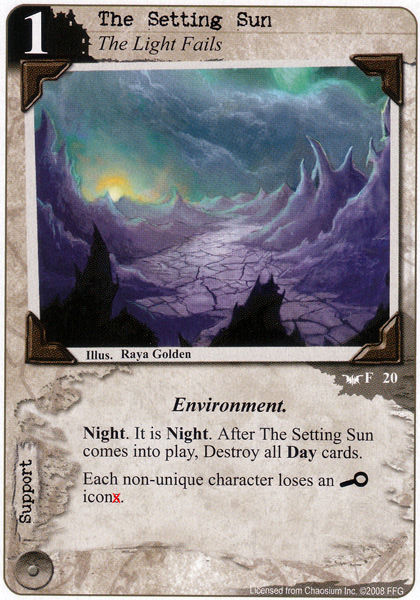 1
The Setting Sun
The Light Fails
Illus. Raya Golden
F 20
Environment.
Night. It is Night. After The Setting Sun
comes into play, Destroy all Day cards.
Each non-unique character loses an
iconx.
Support
Licensed from Chaosium Inc. ©2008 FFG